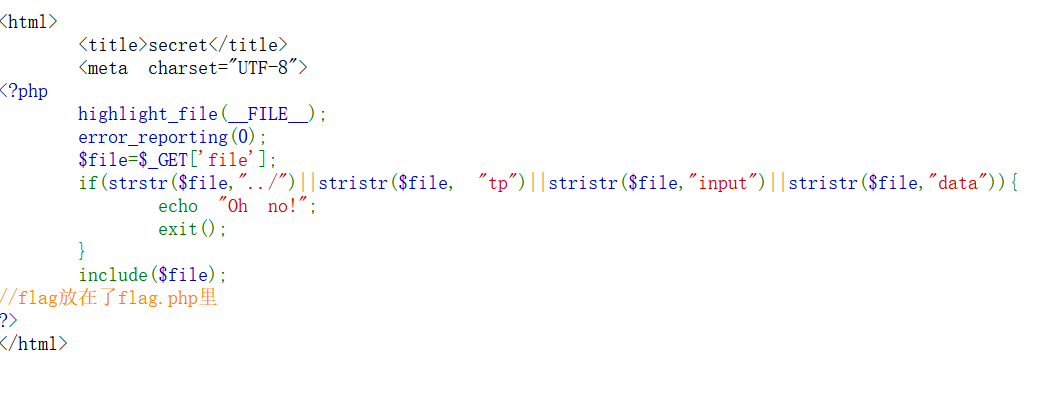 <html>
<title>secret</title>
<meta charset="UTF-8">
<?php
highlight_file(__FILE__);
error_reporting(0);
$file=$_GET['file'];
if(strstr($file,"../")||stristr($file, "tp")||stristr($file,"input")||stristr($file,"data")){
echo "Oh no!";
exit();
}
include($file);
//flag放在了flag.php里
?>
</html>